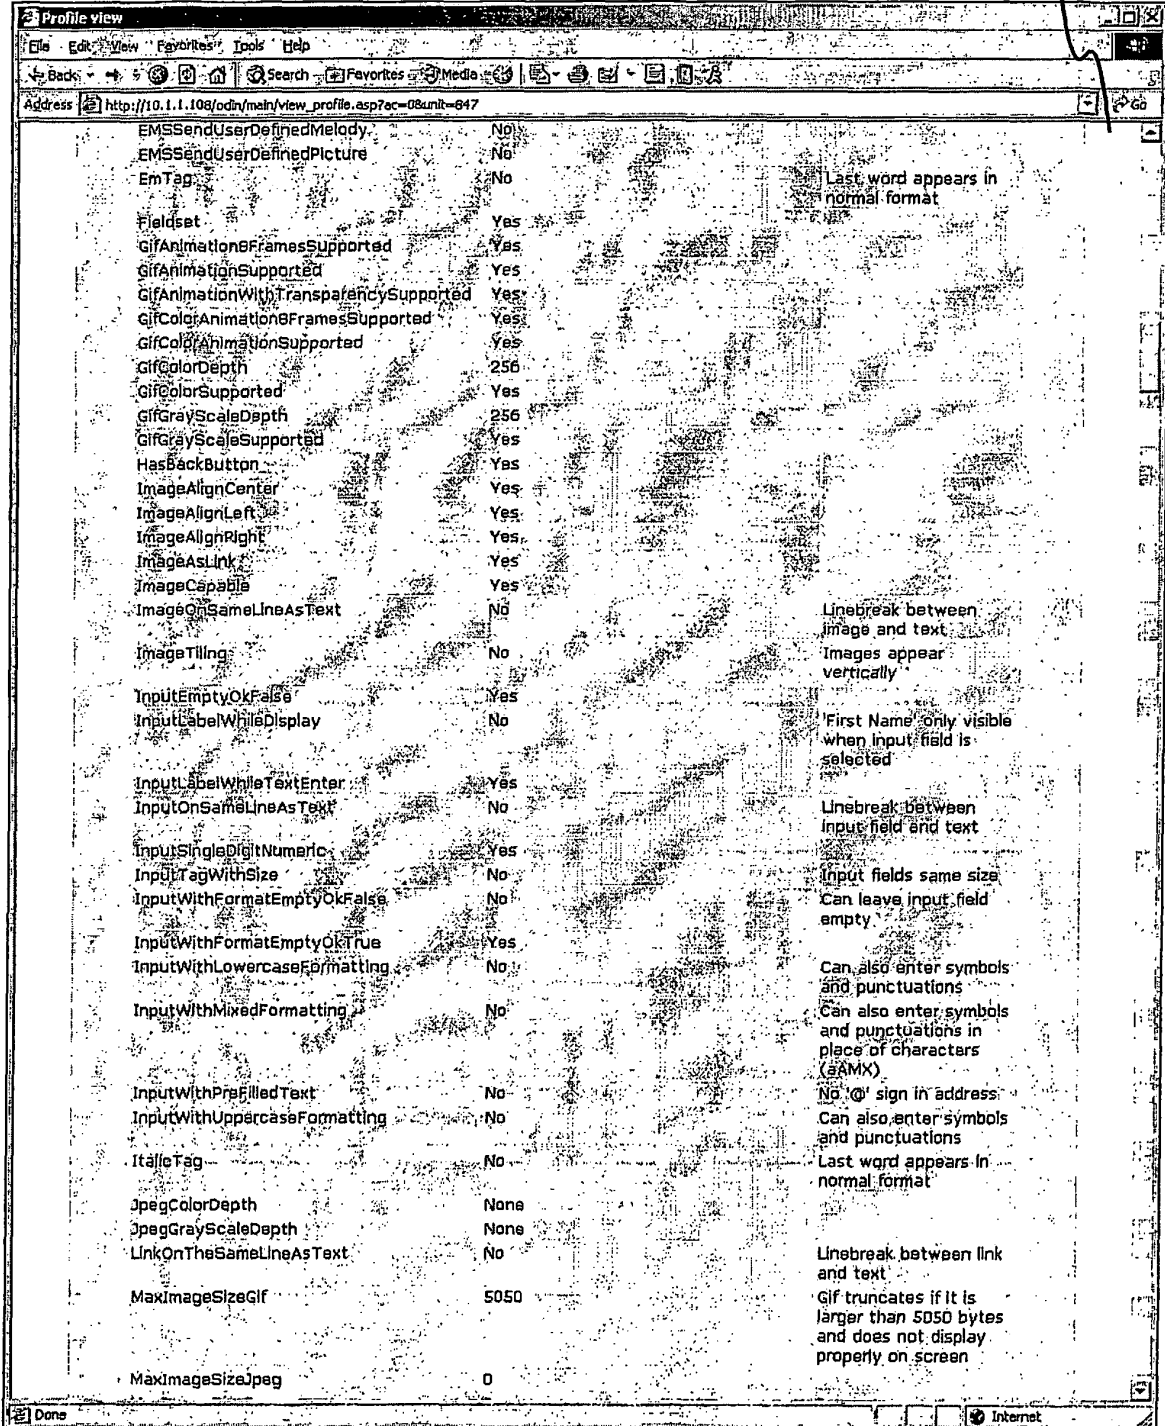 Profile view
File Edit View Favorites Tools Help
Back Search Favorites Media
Address http://10.1.1.108/odin/main/view_profile.asp?ac=0&unit=647 Go
EMSSendUserDefinedMelody No
EMSSendUserDefinedPicture No
EmTag No Last word appears in
normal format
Fieldset Yes
GifAnimation8FramesSupported Yes
GifAnimationSupported Yes
GifAnimationWithTransparencySupported Yes
GifColorAnimation8FramesSupported Yes
GifColorAnimationSupported Yes
GifColorDepth 256
GifColorSupported Yes
GifGrayScaleDepth 256
GifGrayScaleSupported Yes
HasBackButton Yes
ImageAlignCenter Yes
ImageAlignLeft Yes
ImageAlignRight Yes
ImageAsLink Yes
ImageCapable Yes
ImageOnSameLineAsText No Linebreak between
image and text
ImageTiling No Images appear
vertically
InputEmptyOkFalse Yes
InputLabelWhileDisplay No 'First Name' only visible
when input field is
selected
InputLabelWhileTextEnter Yes
InputOnSameLineAsText No Linebreak between
input field and text
InputSingleDigitNumeric Yes
InputTagWithSize No Input fields same size
InputWithFormatEmptyOkFalse No Can leave input field
empty
InputWithFormatEmptyOkTrue Yes
InputWithLowercaseFormatting No Can also enter symbols
and punctuations
InputWithMixedFormatting No Can also enter symbols
and punctuations in
place of characters
(aAMX)
InputWithPreFilledText No No '@' sign in address
InputWithUppercaseFormatting No Can also enter symbols
and punctuations
ItalicTag No Last word appears in
normal format
JpegColorDepth None
JpegGrayScaleDepth None
LinkOnTheSameLineAsText No Linebreak between link
and text
MaxImageSizeGif 5050 Gif truncates if it is
larger than 5050 bytes
and does not display
properly on screen
MaxImageSizeJpeg 0
Done Internet